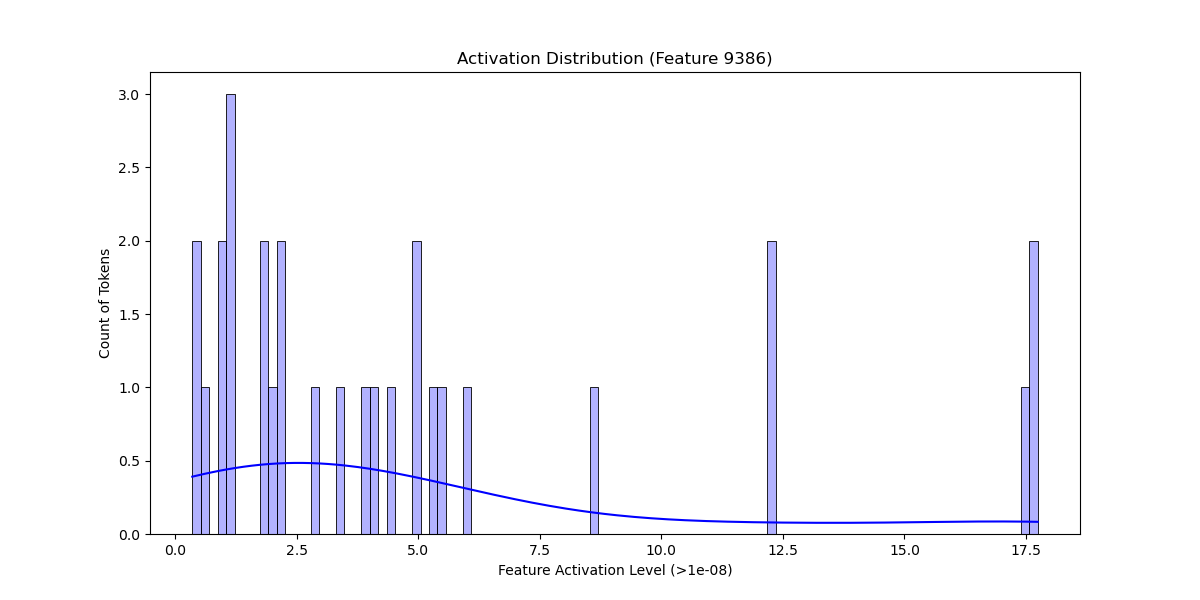 Activation Distribution (Feature 9386)
3.0
2.5
2.0
1.5
1.0
0.5
0.0
Count of Tokens
0.0 2.5 5.0 7.5 10.0 12.5 15.0 17.5
Feature Activation Level (>1e-08)